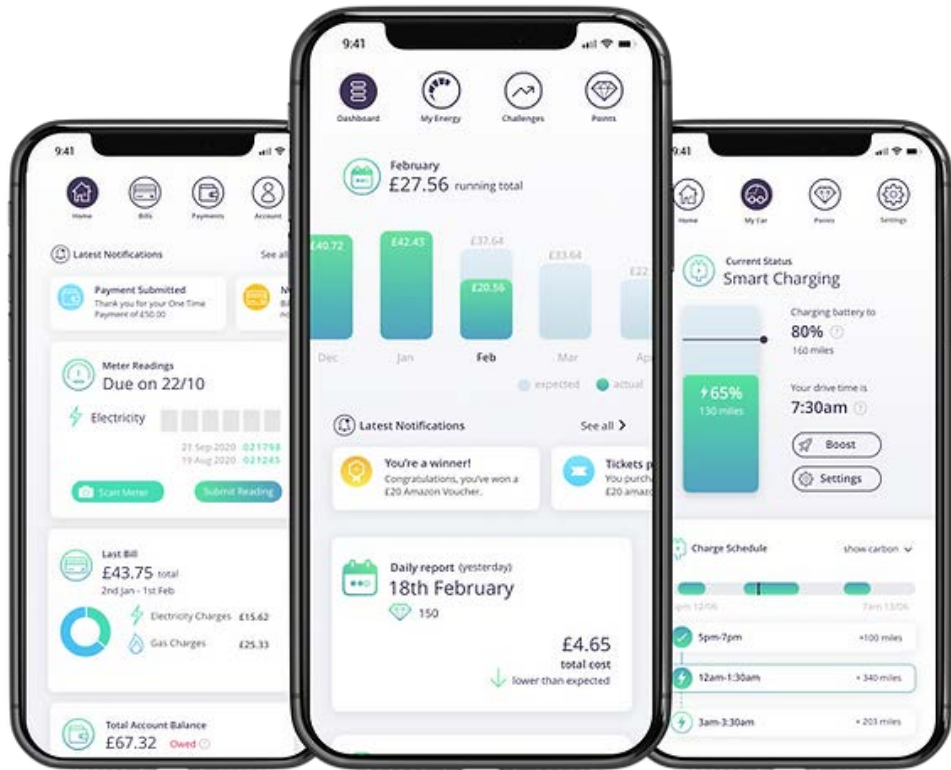 9:41
Home
Bills
Payments
Account
Latest Notifications
See all
Payment Submitted
Thank you for your One Time
Payment of £50.00
Meter Readings
Due on 22/10
Electricity
21 Sep 2020 021798
19 Aug 2020 021245
Scan Meter
Submit Reading
Last Bill
£43.75 total
2nd Jan - 1st Feb
Electricity Charges £15.62
Gas Charges £25.33
Total Account Balance
£67.32 Owed
9:41
Dashboard
My Energy
Challenges
Points
February
£27.56 running total
£40.72
£42.43
£37.64
£20.56
£33.64
£22
Dec
Jan
Feb
Mar
Ap
expected
actual
Latest Notifications
See all
You're a winner!
Congratulations, you've won a
£20 Amazon Voucher.
Tickets p
You purch
£20 amaz
Daily report (yesterday)
18th February
150
£4.65
total cost
lower than expected
9:41
Home
My Car
Points
Settings
Current Status
Smart Charging
Charging battery to
80%
160 miles
65%
130 miles
Your drive time is
7:30am
Boost
Settings
Charge Schedule
show carbon
pm 12/06
7am 13/06
5pm-7pm
+100 miles
12am-1:30am
+ 340 miles
3am-3:30am
+ 203 miles